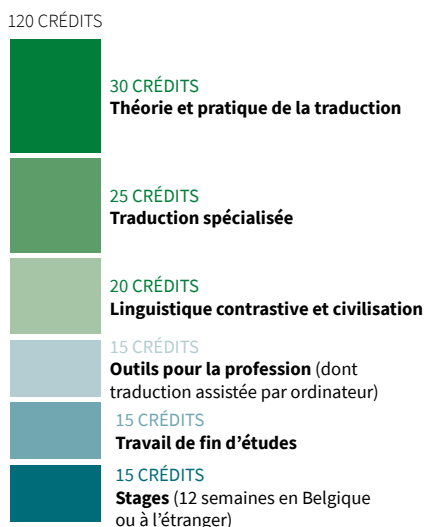 120 CRÉDITS
30 CRÉDITS
Théorie et pratique de la traduction
25 CRÉDITS
Traduction spécialisée
20 CRÉDITS
Linguistique contrastive et civilisation
15 CRÉDITS
Outils pour la profession (dont
traduction assistée par ordinateur)
15 CRÉDITS
Travail de fin d’études
15 CRÉDITS
Stages (12 semaines en Belgique
ou à l’étranger)